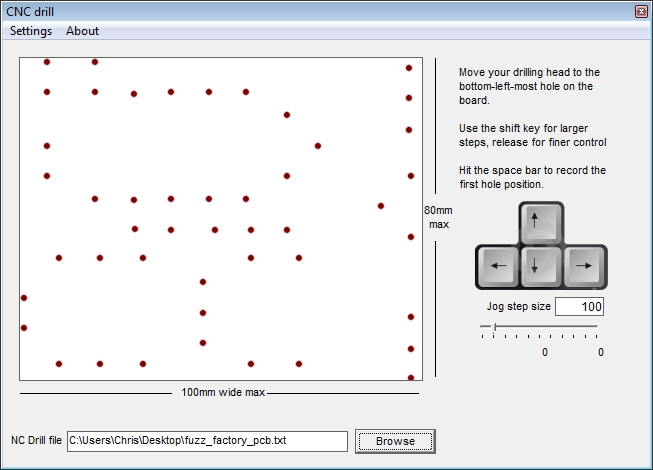 CNC drill
Settings About
Move your drilling head to the
bottom-left-most hole on the
board.
Use the shift key for larger
steps, release for finer control
Hit the space bar to record the
first hole position.
80mm
max
Jog step size 100
0 0
100mm wide max
NC Drill file C:\Users\Chris\Desktop\fuzz_factory_pcb.txt Browse